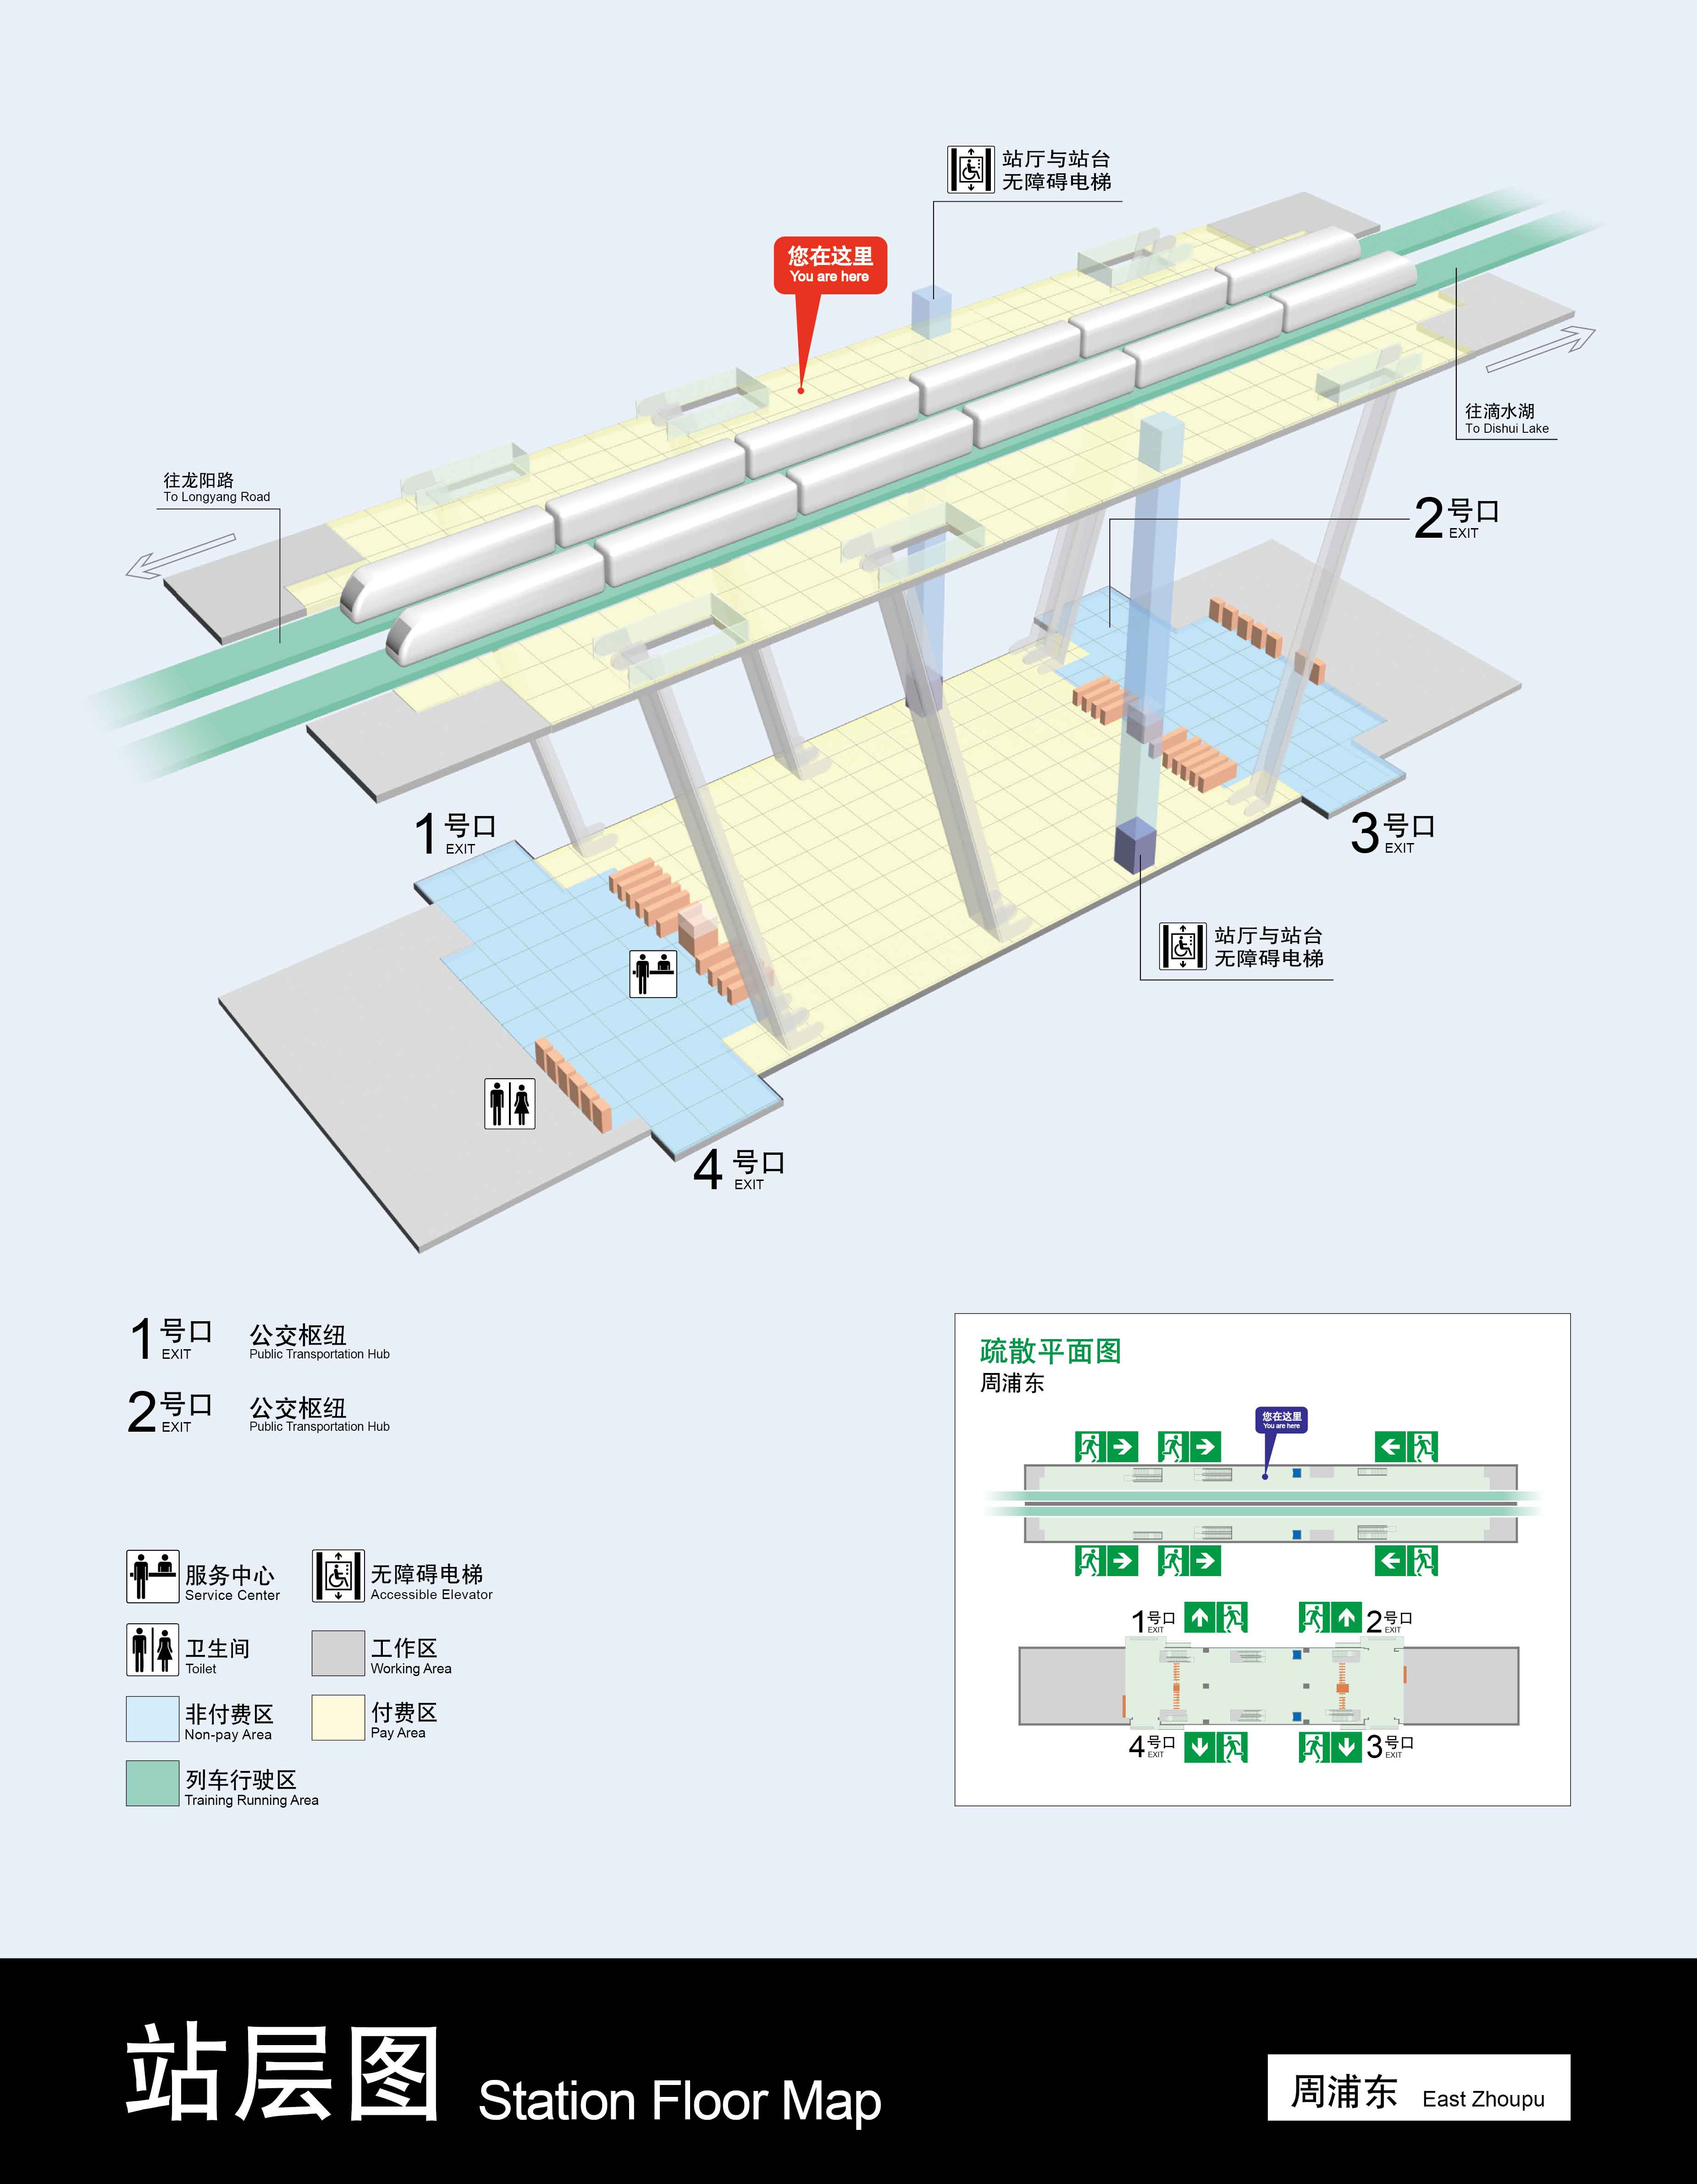 站厅与站台
无障碍电梯
您在这里
You are here
往滴水湖
To Dishui Lake
往龙阳路
To Longyang Road
2号口
EXIT
1号口
EXIT
3号口
EXIT
站厅与站台
无障碍电梯
4号口
EXIT
1号口
EXIT
公交枢纽
Public Transportation Hub
2号口
EXIT
公交枢纽
Public Transportation Hub
服务中心
Service Center
无障碍电梯
Accessible Elevator
卫生间
Toilet
工作区
Working Area
非付费区
Non-pay Area
付费区
Pay Area
列车行驶区
Training Running Area
疏散平面图
周浦东
您在这里
You are here
1号口
EXIT
2号口
EXIT
4号口
EXIT
3号口
EXIT
站层图 Station Floor Map
周浦东 East Zhoupu